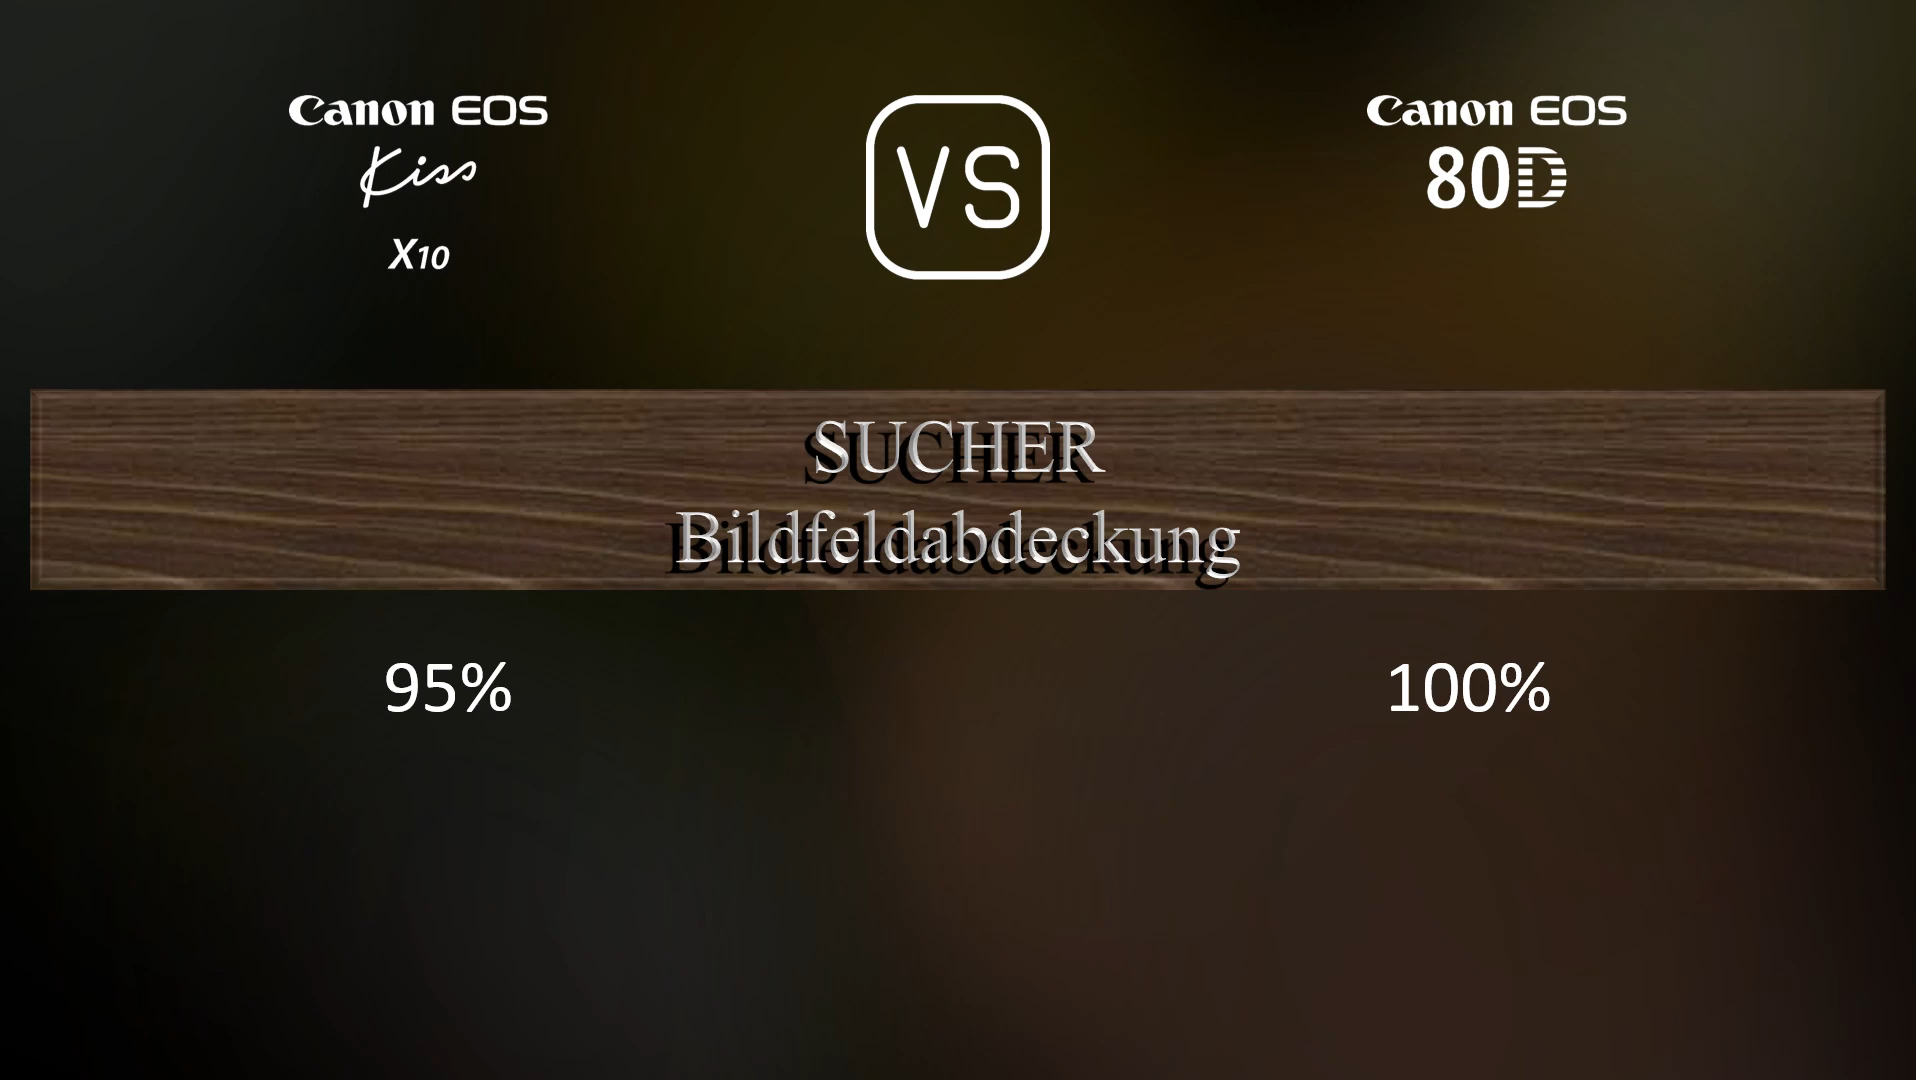 Canon EOS
Kiss
X10
VS
Canon EOS
80D
SUCHER
Bildfeldabdeckung
95%
100%